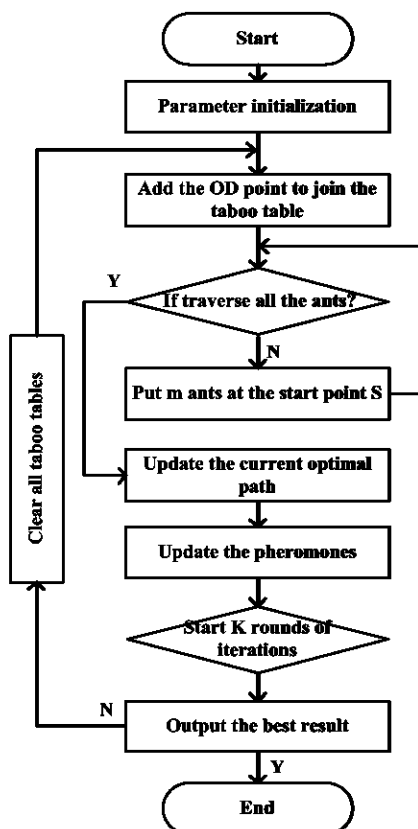 Start
Parameter initialization
Add the OD point to join the
taboo table
Y
If traverse all the ants?
N
Put m ants at the start point S
Clear all taboo tables
Update the current optimal
path
Update the pheromones
Start K rounds of
iterations
N
Output the best result
Y
End